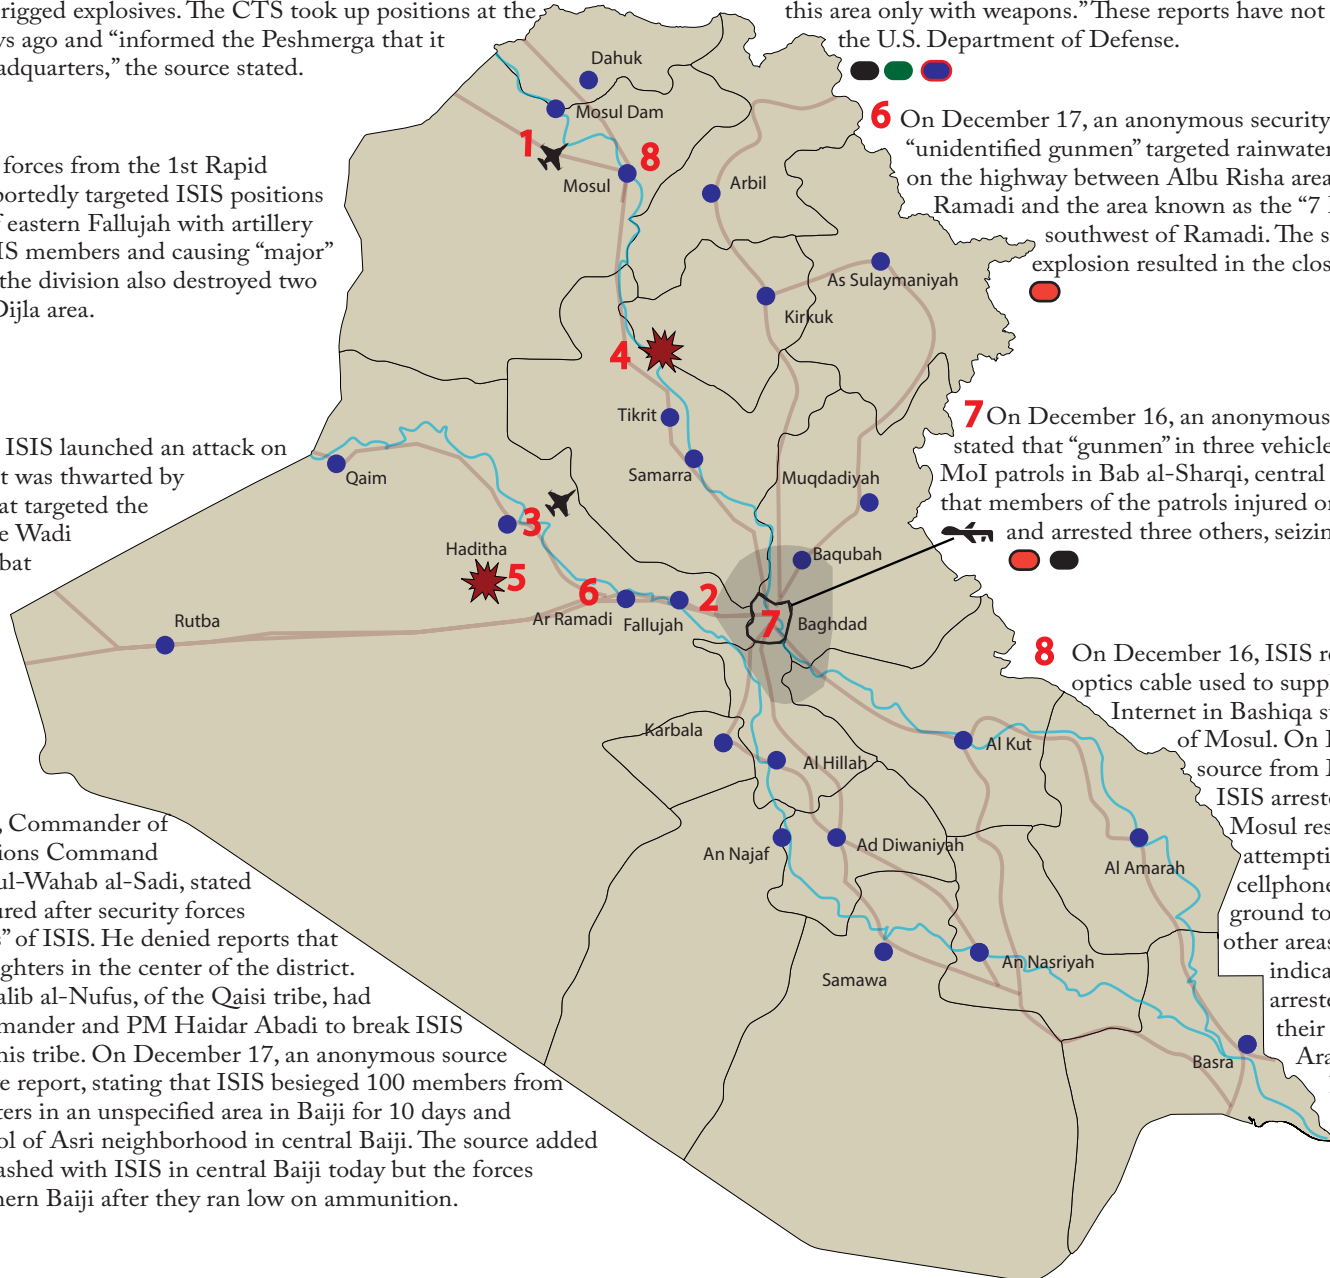 rigged explosives. The CTS took up positions at the
ys ago and “informed the Peshmerga that it
adquarters,” the source stated.
forces from the 1st Rapid
portedly targeted ISIS positions
f eastern Fallujah with artillery
IS members and causing “major”
the division also destroyed two
Dijla area.
ISIS launched an attack on
t was thwarted by
at targeted the
e Wadi
bat
, Commander of
ions Command
ul-Wahab al-Sadi, stated
ured after security forces
s” of ISIS. He denied reports that
ghters in the center of the district.
alib al-Nufus, of the Qaisi tribe, had
mander and PM Haidar Abadi to break ISIS
his tribe. On December 17, an anonymous source
e report, stating that ISIS besieged 100 members from
ters in an unspecified area in Baiji for 10 days and
ol of Asri neighborhood in central Baiji. The source added
ashed with ISIS in central Baiji today but the forces
hern Baiji after they ran low on ammunition.
this area only with weapons.” These reports have not
the U.S. Department of Defense.
6 On December 17, an anonymous security
“unidentified gunmen” targeted rainwater
on the highway between Albu Risha area
Ramadi and the area known as the “7
southwest of Ramadi. The s
explosion resulted in the clos
7 On December 16, an anonymous
stated that “gunmen” in three vehicle
MoI patrols in Bab al-Sharqi, central
that members of the patrols injured or
and arrested three others, seizin
8 On December 16, ISIS re
optics cable used to suppl
Internet in Bashiqa su
of Mosul. On
source from
ISIS arreste
Mosul res
attempti
cellphone
ground to
other areas
indica
arreste
their
Ara
Dahuk
Mosul Dam
1
8
Mosul
Arbil
As Sulaymaniyah
Kirkuk
4
Tikrit
Samarra
Muqdadiyah
Qaim
3
Haditha
5
Baqubah
6
2
Ar Ramadi
Fallujah
7
Baghdad
Rutba
Karbala
Al Hillah
Al Kut
An Najaf
Ad Diwaniyah
Al Amarah
Samawa
An Nasriyah
Basra